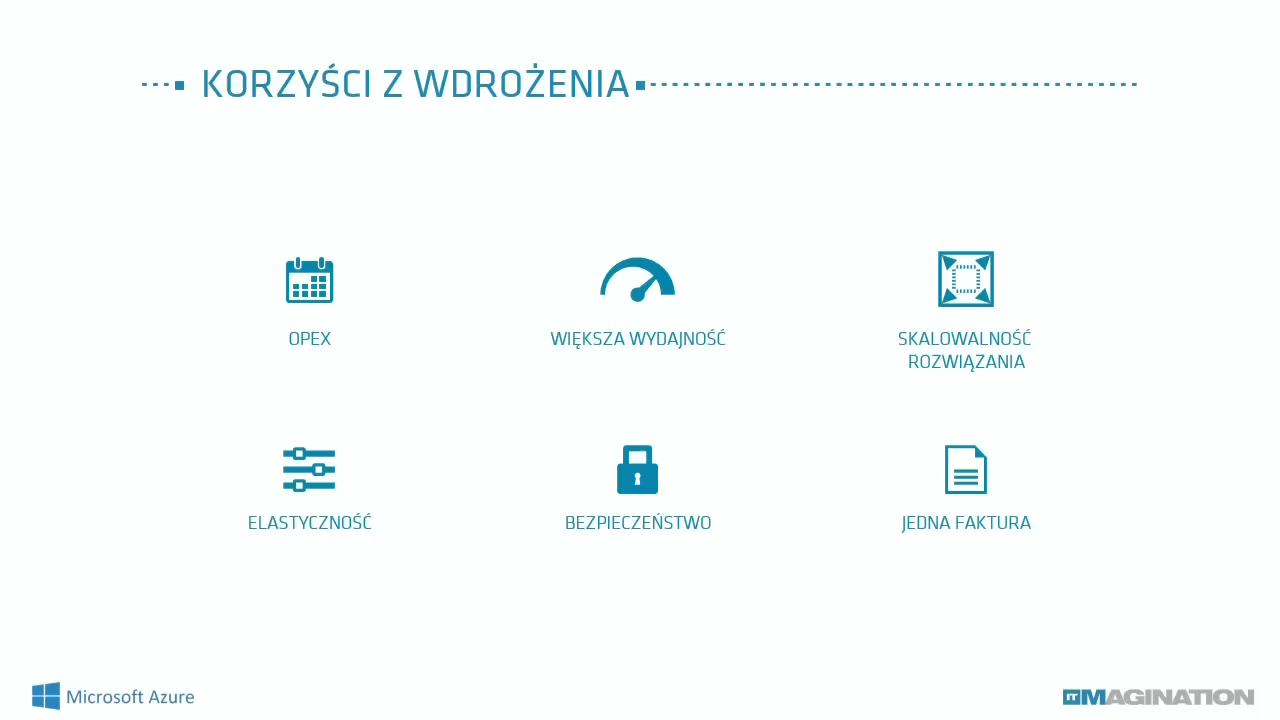 KORZYŚCI Z WDROŻENIA
OPEX
WIĘKSZA WYDAJNOŚĆ
SKALOWALNOŚĆ
ROZWIĄZANIA
ELASTYCZNOŚĆ
BEZPIECZEŃSTWO
JEDNA FAKTURA
Microsoft Azure
ITMAGINATION